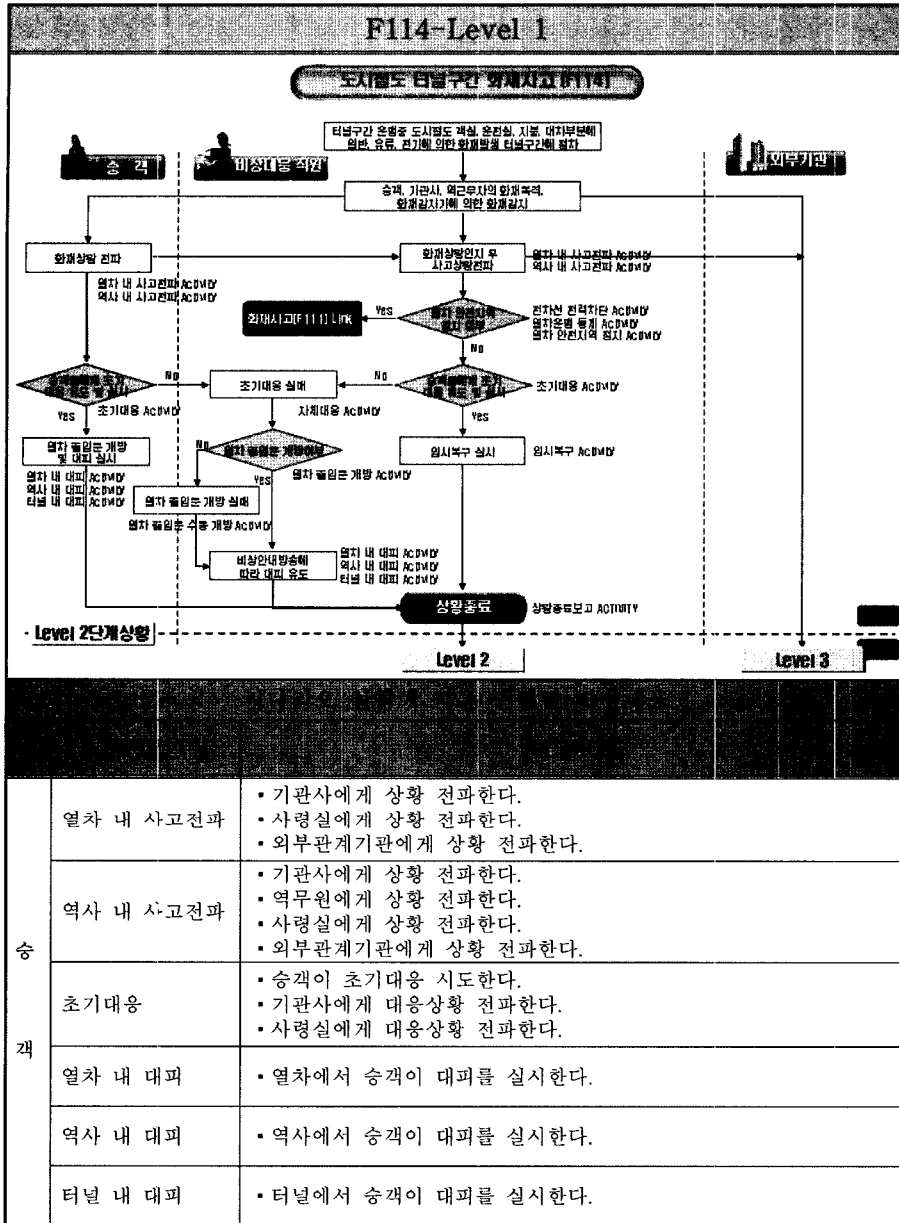 F114-Level 1
도시철도 터널구간 화재사고 [F114]
터널구간 운행중 도시철도 객실, 운전실, 지붕, 대차부분에
일반, 유류, 전기에 의한 화재발생 터널구간에 정차
승 객
비상대응 직원
외부기관
승객, 기관사, 역근무자의 화재목격,
화재감지기에 의한 화재감지
화재상황 전파
화재상황인지 후
사고상황전파
열차 내 사고전파 Activity
역사 내 사고전파 Activity
열차 내 사고전파 Activity
역사 내 사고전파 Activity
화재사고[F111] Link
Yes
열차 안전지역
정차 여부
전차선 전력차단 Activity
열차운행 통제 Activity
열차 안전지역 정차 Activity
No
No
초기대응 실패
No
초기대응 Activity
Yes
초기대응 Activity
자체대응 Activity
Yes
열차 출입문 개방
및 대피 실시
No
열차 출입문 개방여부
임시복구 실시
임시복구 Activity
Yes
열차 출입문 개방 Activity
열차 내 대피 Activity
역사 내 대피 Activity
터널 내 대피 Activity
열차 출입문 개방 실패
열차 출입문 수동 개방 Activity
비상안내방송에
따라 대피 유도
열차 내 대피 Activity
역사 내 대피 Activity
터널 내 대피 Activity
상황종료
상황종료보고 ACTIVITY
Level 2단계상황
Level 2
Level 3
승 객
열차 내 사고전파
▪ 기관사에게 상황 전파한다.
▪ 사령실에게 상황 전파한다.
▪ 외부관계기관에게 상황 전파한다.
역사 내 사고전파
▪ 기관사에게 상황 전파한다.
▪ 역무원에게 상황 전파한다.
▪ 사령실에게 상황 전파한다.
▪ 외부관계기관에게 상황 전파한다.
초기대응
▪ 승객이 초기대응 시도한다.
▪ 기관사에게 대응상황 전파한다.
▪ 사령실에게 대응상황 전파한다.
열차 내 대피
▪ 열차에서 승객이 대피를 실시한다.
역사 내 대피
▪ 역사에서 승객이 대피를 실시한다.
터널 내 대피
▪ 터널에서 승객이 대피를 실시한다.